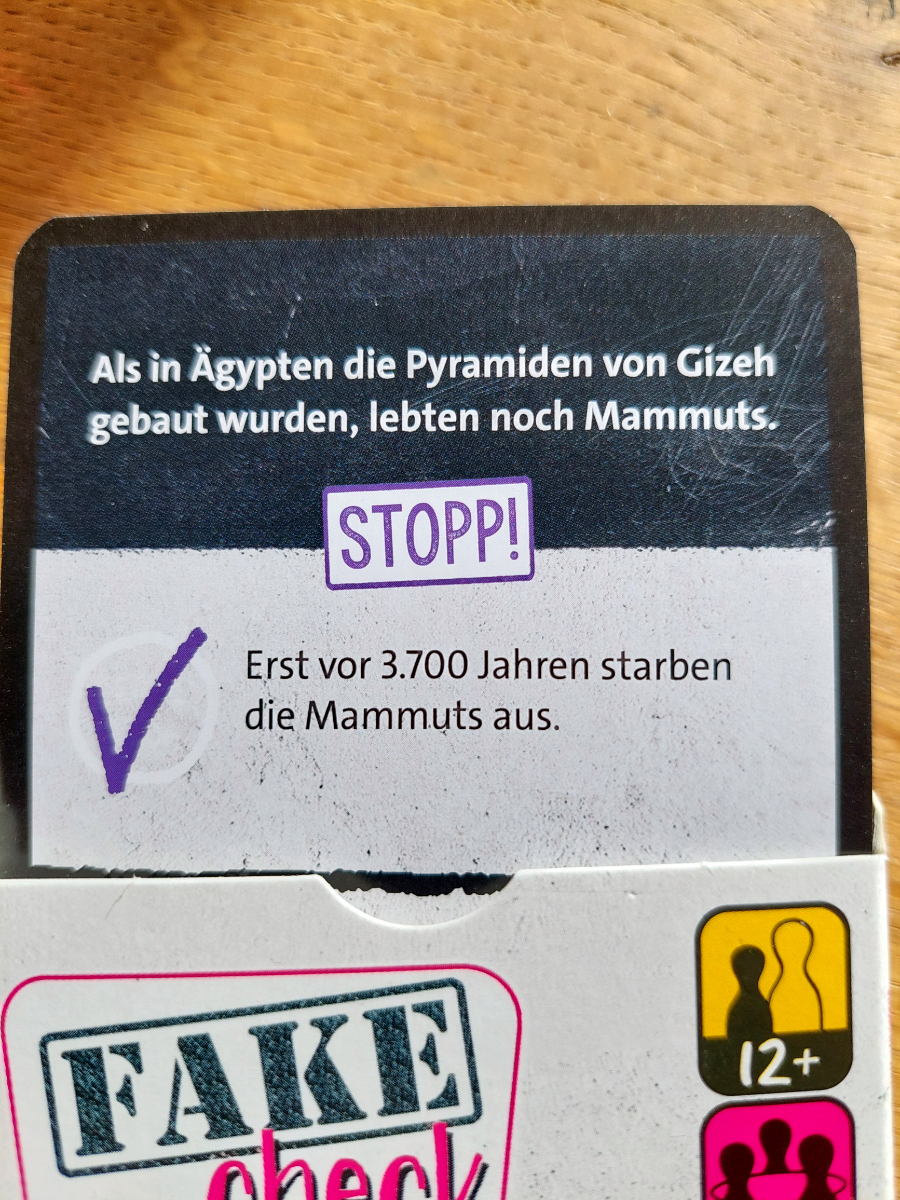 Als in Ägypten die Pyramiden von Gizeh
gebaut wurden, lebten noch Mammuts.
STOPP!
Erst vor 3.700 Jahren starben
die Mammuts aus.
FAKE
check
12+